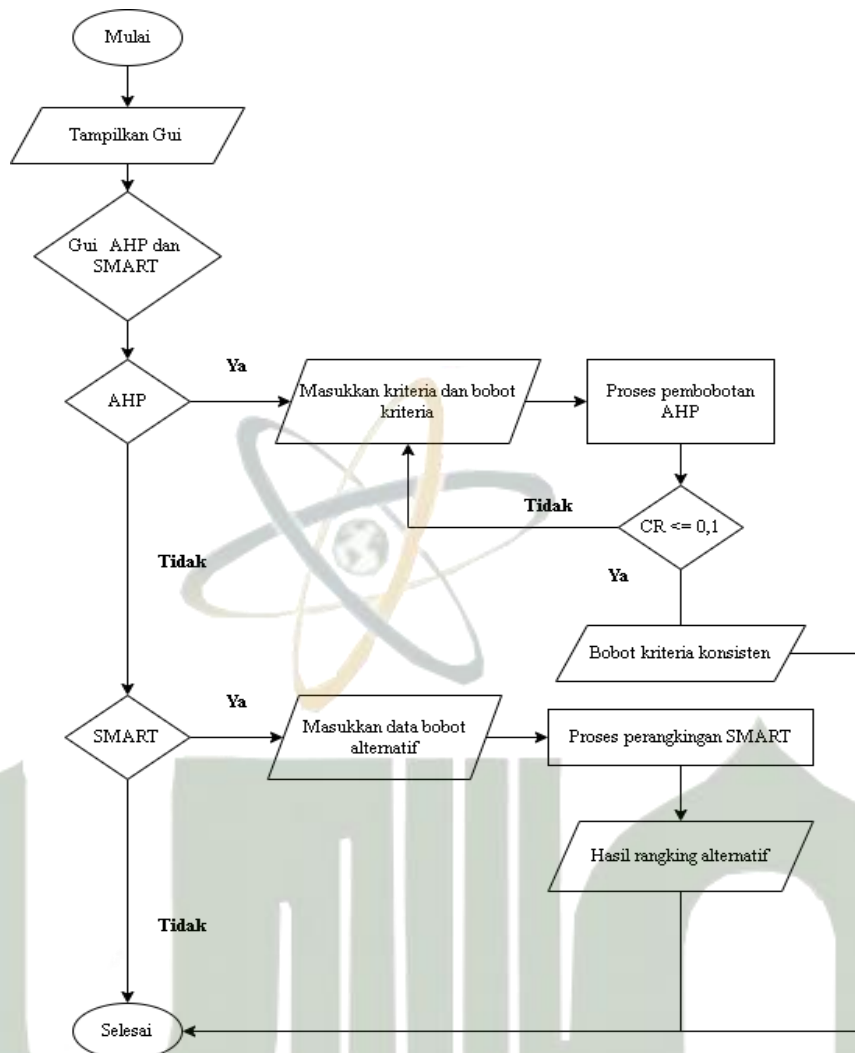 Mulai
Tampilkan Gui
Gui AHP dan
SMART
Ya
AHP
Masukkan kriteria dan bobot
kriteria
Proses pembobotan
AHP
Tidak
CR <= 0,1
Tidak
Ya
Bobot kriteria konsisten
Ya
SMART
Masukkan data bobot
alternatif
Proses perangkingan SMART
Hasil rangking alternatif
Tidak
Selesai